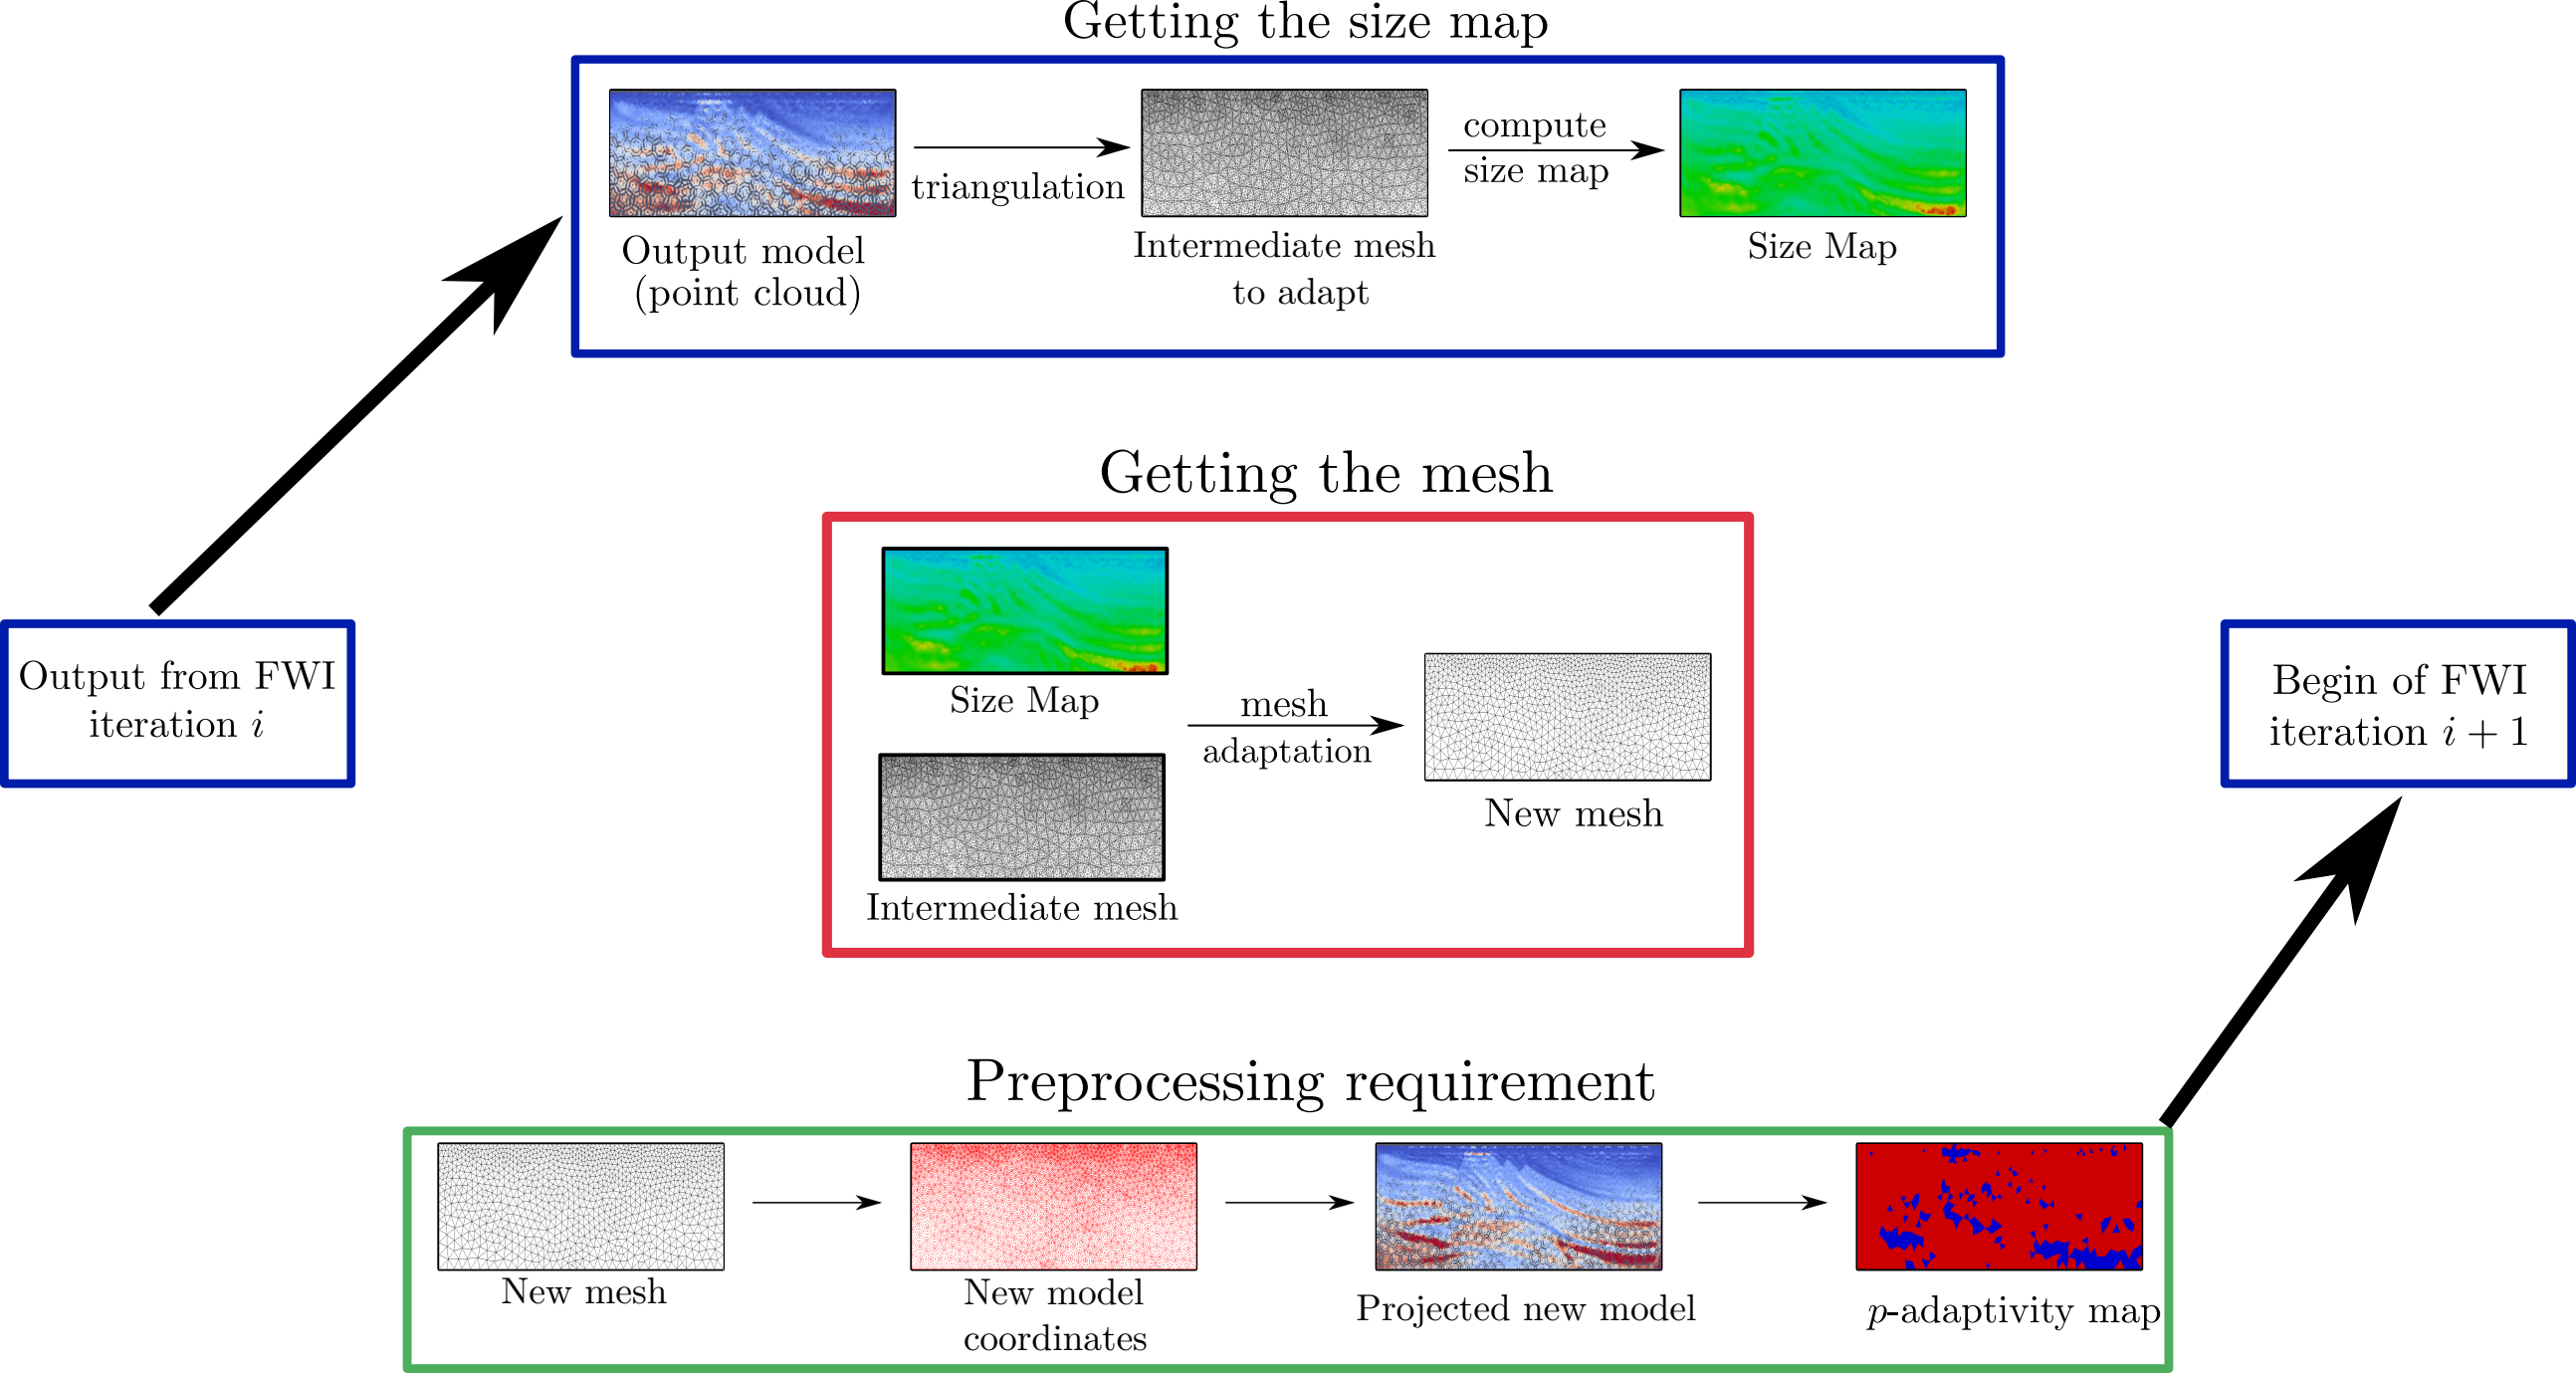 Getting the size map
triangulation
compute
size map
Output model
(point cloud)
Intermediate mesh
to adapt
Size Map
Getting the mesh
Output from FWI
iteration i
Size Map
mesh
adaptation
Intermediate mesh
New mesh
Begin of FWI
iteration i + 1
Preprocessing requirement
New mesh
New model
coordinates
Projected new model
p-adaptivity map